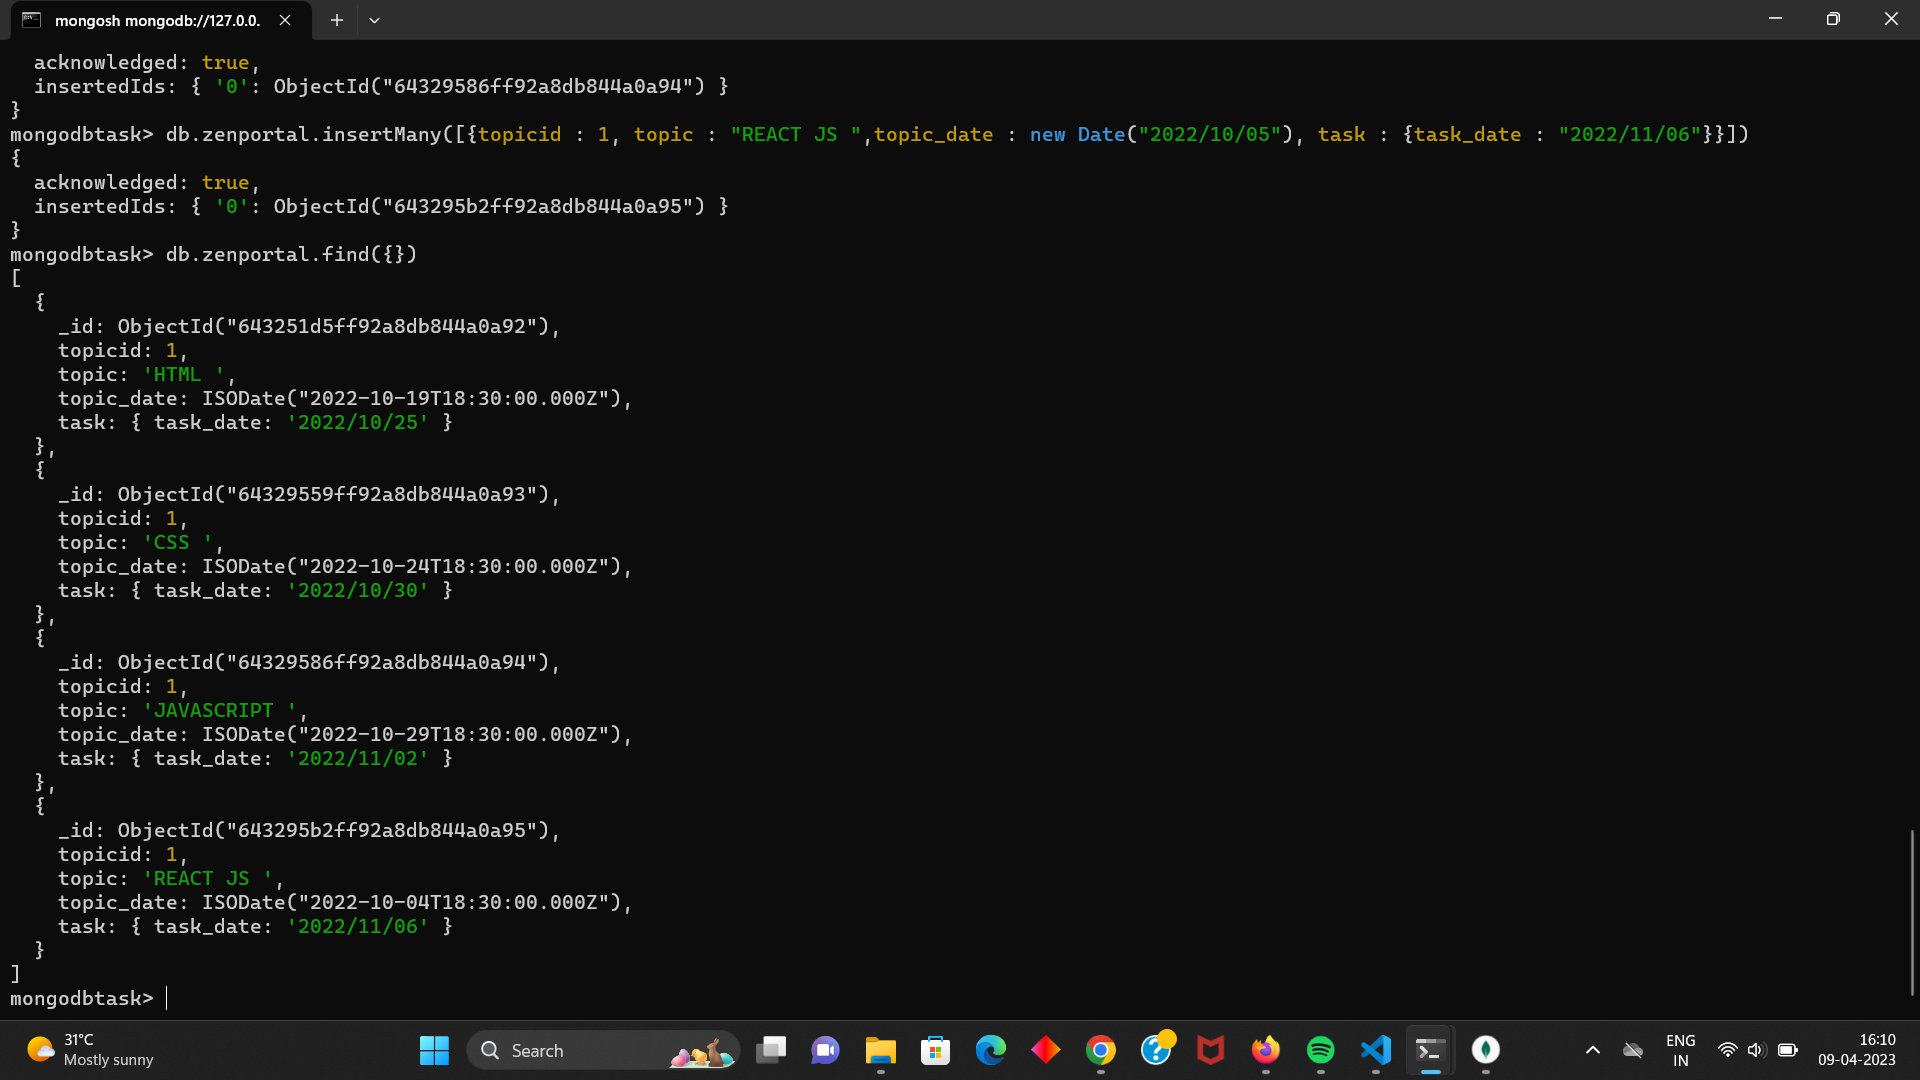 mongosh mongodb://127.0.0.
  acknowledged: true,
  insertedIds: { '0': ObjectId("64329586ff92a8db844a0a94") }
}
mongodbtask> db.zenportal.insertMany([{topicid : 1, topic : "REACT JS ",topic_date : new Date("2022/10/05"), task : {task_date : "2022/11/06"}}])
{
  acknowledged: true,
  insertedIds: { '0': ObjectId("643295b2ff92a8db844a0a95") }
}
mongodbtask> db.zenportal.find({})
[
  {
    _id: ObjectId("643251d5ff92a8db844a0a92"),
    topicid: 1,
    topic: 'HTML ',
    topic_date: ISODate("2022-10-19T18:30:00.000Z"),
    task: { task_date: '2022/10/25' }
  },
  {
    _id: ObjectId("64329559ff92a8db844a0a93"),
    topicid: 1,
    topic: 'CSS ',
    topic_date: ISODate("2022-10-24T18:30:00.000Z"),
    task: { task_date: '2022/10/30' }
  },
  {
    _id: ObjectId("64329586ff92a8db844a0a94"),
    topicid: 1,
    topic: 'JAVASCRIPT ',
    topic_date: ISODate("2022-10-29T18:30:00.000Z"),
    task: { task_date: '2022/11/02' }
  },
  {
    _id: ObjectId("643295b2ff92a8db844a0a95"),
    topicid: 1,
    topic: 'REACT JS ',
    topic_date: ISODate("2022-10-04T18:30:00.000Z"),
    task: { task_date: '2022/11/06' }
  }
]
mongodbtask>
31°C
Mostly sunny
Search
ENG
IN
16:10
09-04-2023